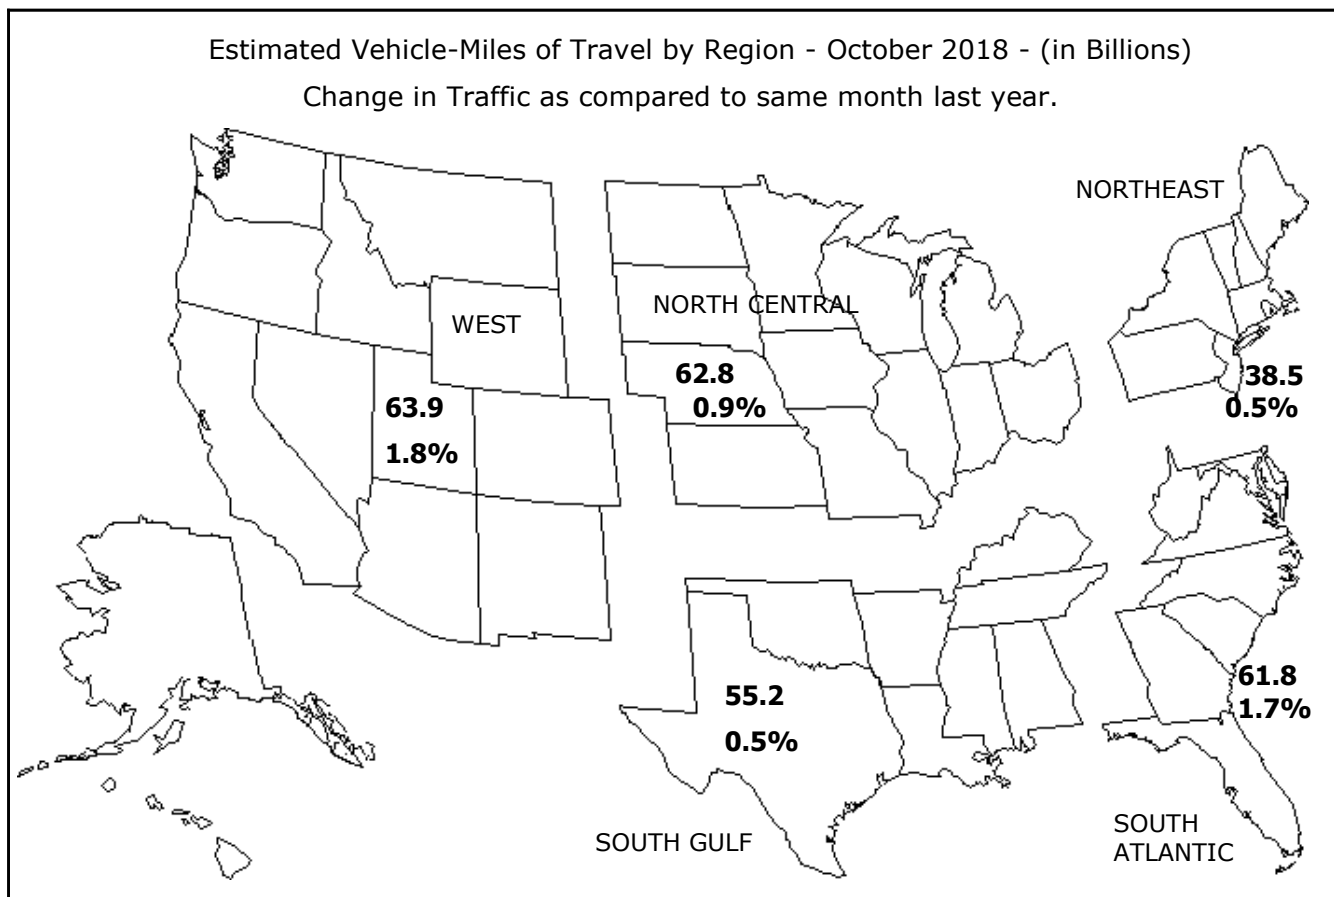 Estimated Vehicle-Miles of Travel by Region - October 2018 - (in Billions)
Change in Traffic as compared to same month last year.
NORTHEAST
38.5
0.5%
WEST
63.9
1.8%
NORTH CENTRAL
62.8
0.9%
55.2
0.5%
SOUTH GULF
61.8
1.7%
SOUTH
ATLANTIC